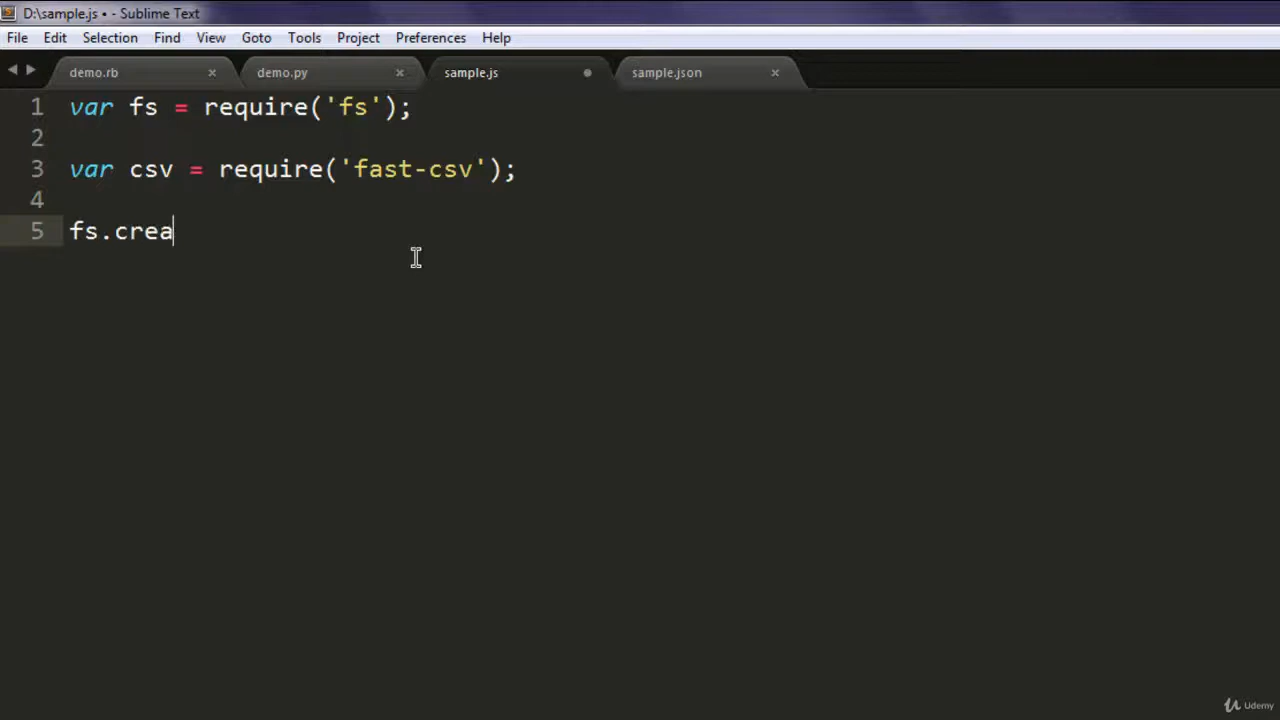 D:\sample.js • - Sublime Text
File Edit Selection Find View Goto Tools Project Preferences Help
demo.rb × demo.py × sample.js sample.json ×
1 var fs = require('fs');
2
3 var csv = require('fast-csv');
4
5 fs.crea
Udemy